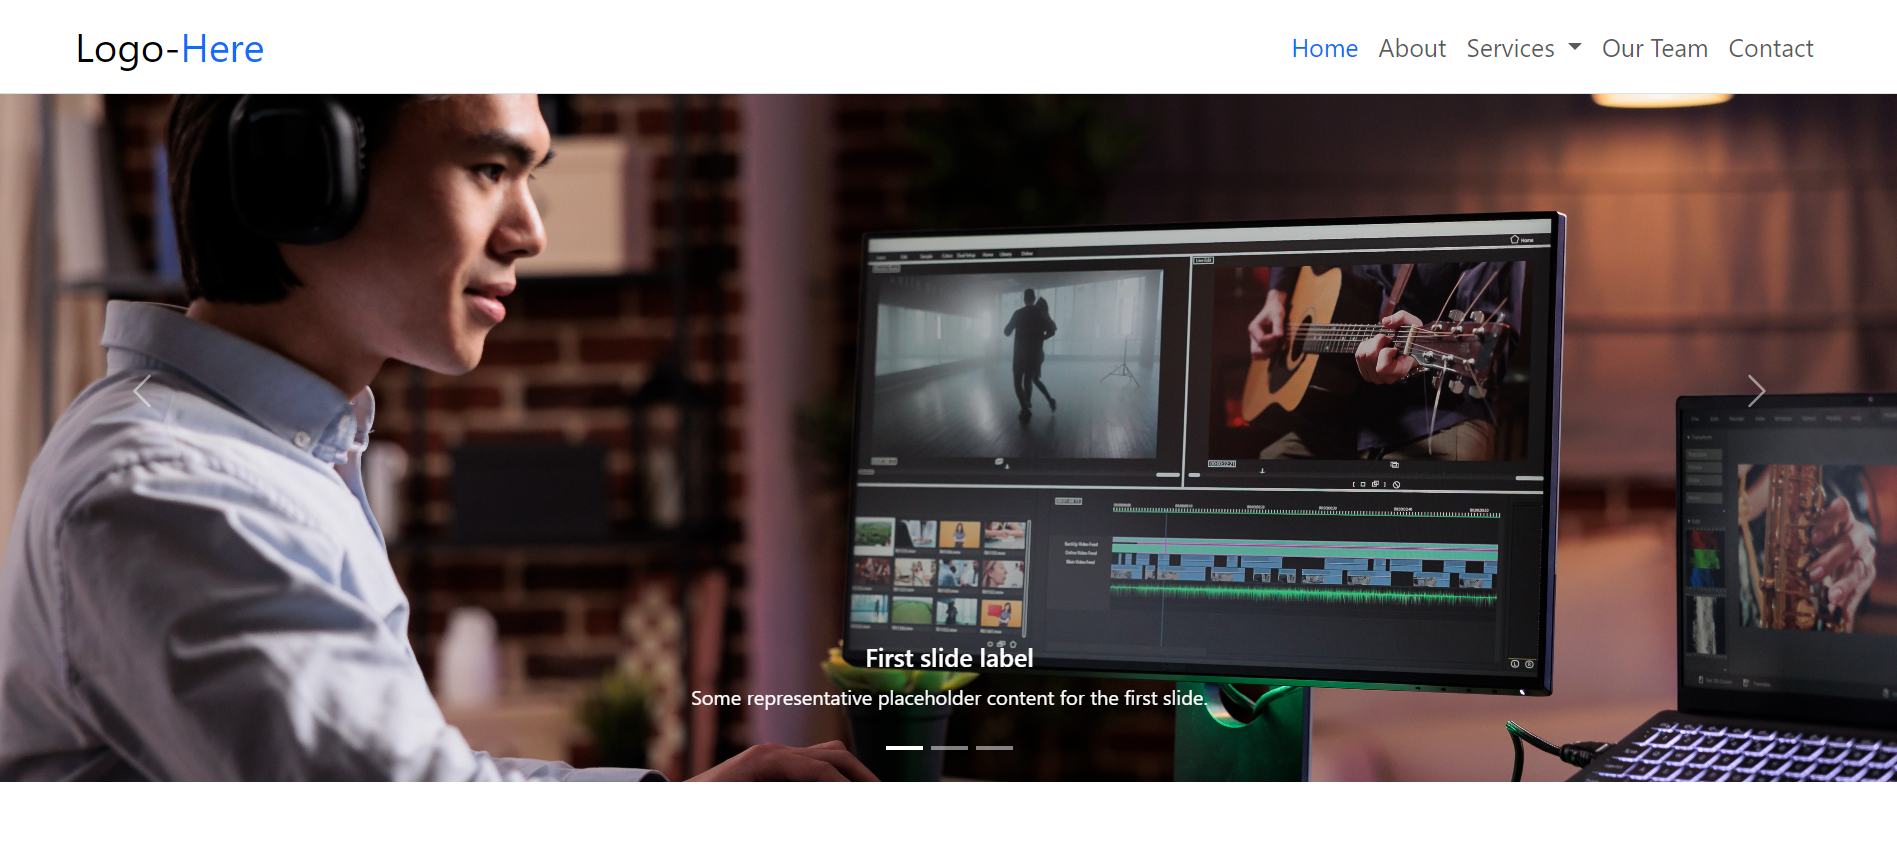 Logo-Here
Home About Services Our Team Contact
Home
First slide label
Some representative placeholder content for the first slide.